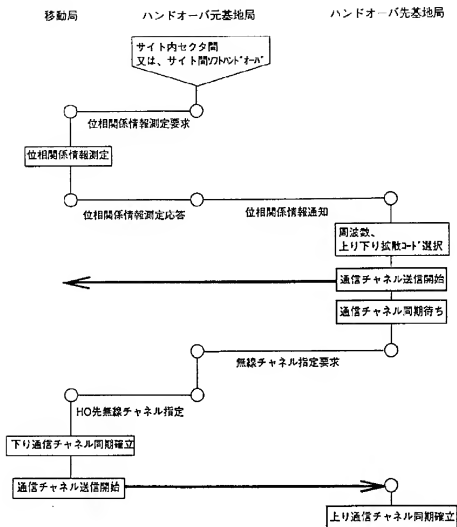 移動局 ハンドオーバ元基地局 ハンドオーバ先基地局
サイト内セクタ間
又は、サイト間ｿﾌﾄﾊﾝﾄﾞｵｰﾊﾞ
位相関係情報測定要求
位相関係情報測定
位相関係情報測定応答 位相関係情報通知
周波数、
上り下り拡散ｺｰﾄﾞ選択
通信チャネル送信開始
通信チャネル同期待ち
無線チャネル指定要求
HO先無線チャネル指定
下り通信チャネル同期確立
通信チャネル送信開始
上り通信チャネル同期確立